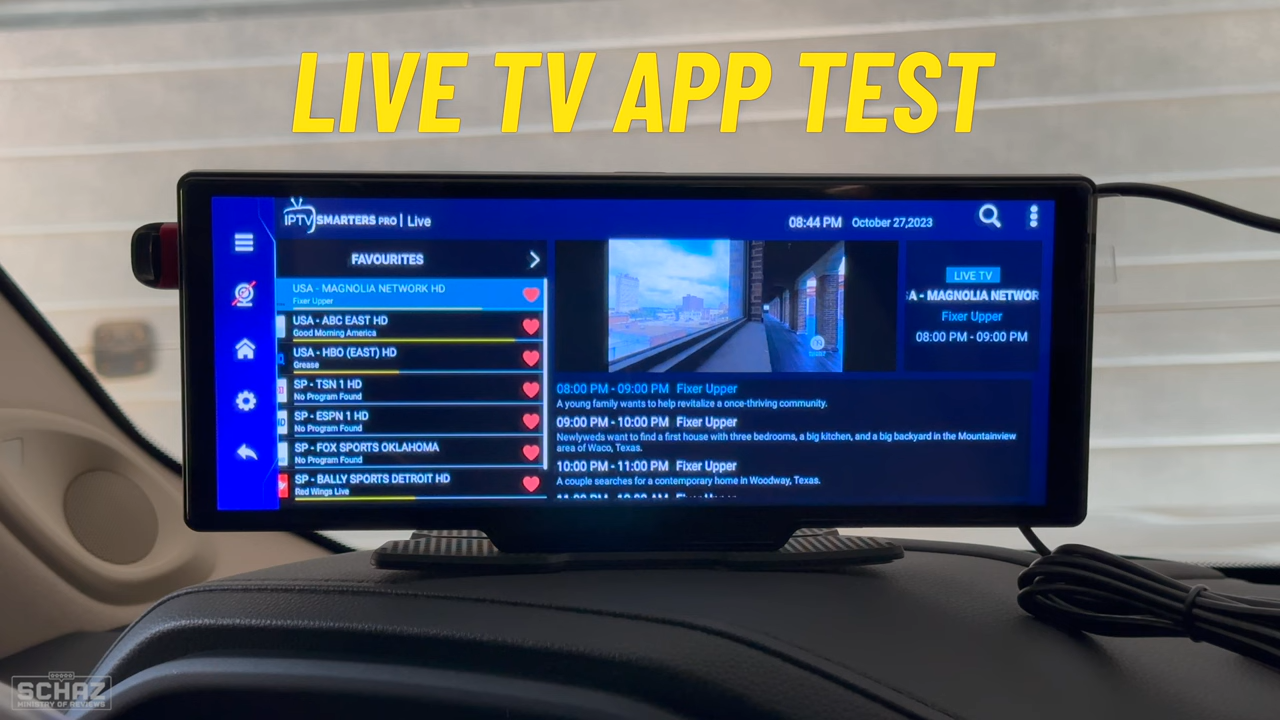 LIVE TV APP TEST
IPTV SMARTERS PRO | Live
08:44 PM October 27,2023
FAVOURITES
USA - MAGNOLIA NETWORK HD
Fixer Upper
USA - ABC EAST HD
Good Morning America
USA - HBO (EAST) HD
Grease
SP - TSN 1 HD
No Program Found
SP - ESPN 1 HD
No Program Found
SP - FOX SPORTS OKLAHOMA
No Program Found
SP - BALLY SPORTS DETROIT HD
Red Wings Live
LIVE TV
A - MAGNOLIA NETWOR
Fixer Upper
08:00 PM - 09:00 PM
08:00 PM - 09:00 PM Fixer Upper
A young family wants to help revitalize a once-thriving community.
09:00 PM - 10:00 PM Fixer Upper
Newlyweds want to find a first house with three bedrooms, a big kitchen, and a big backyard in the Mountainview
area of Waco, Texas.
10:00 PM - 11:00 PM Fixer Upper
A couple searches for a contemporary home in Woodway, Texas.
SCHAZ
MINISTRY OF REVIEWS